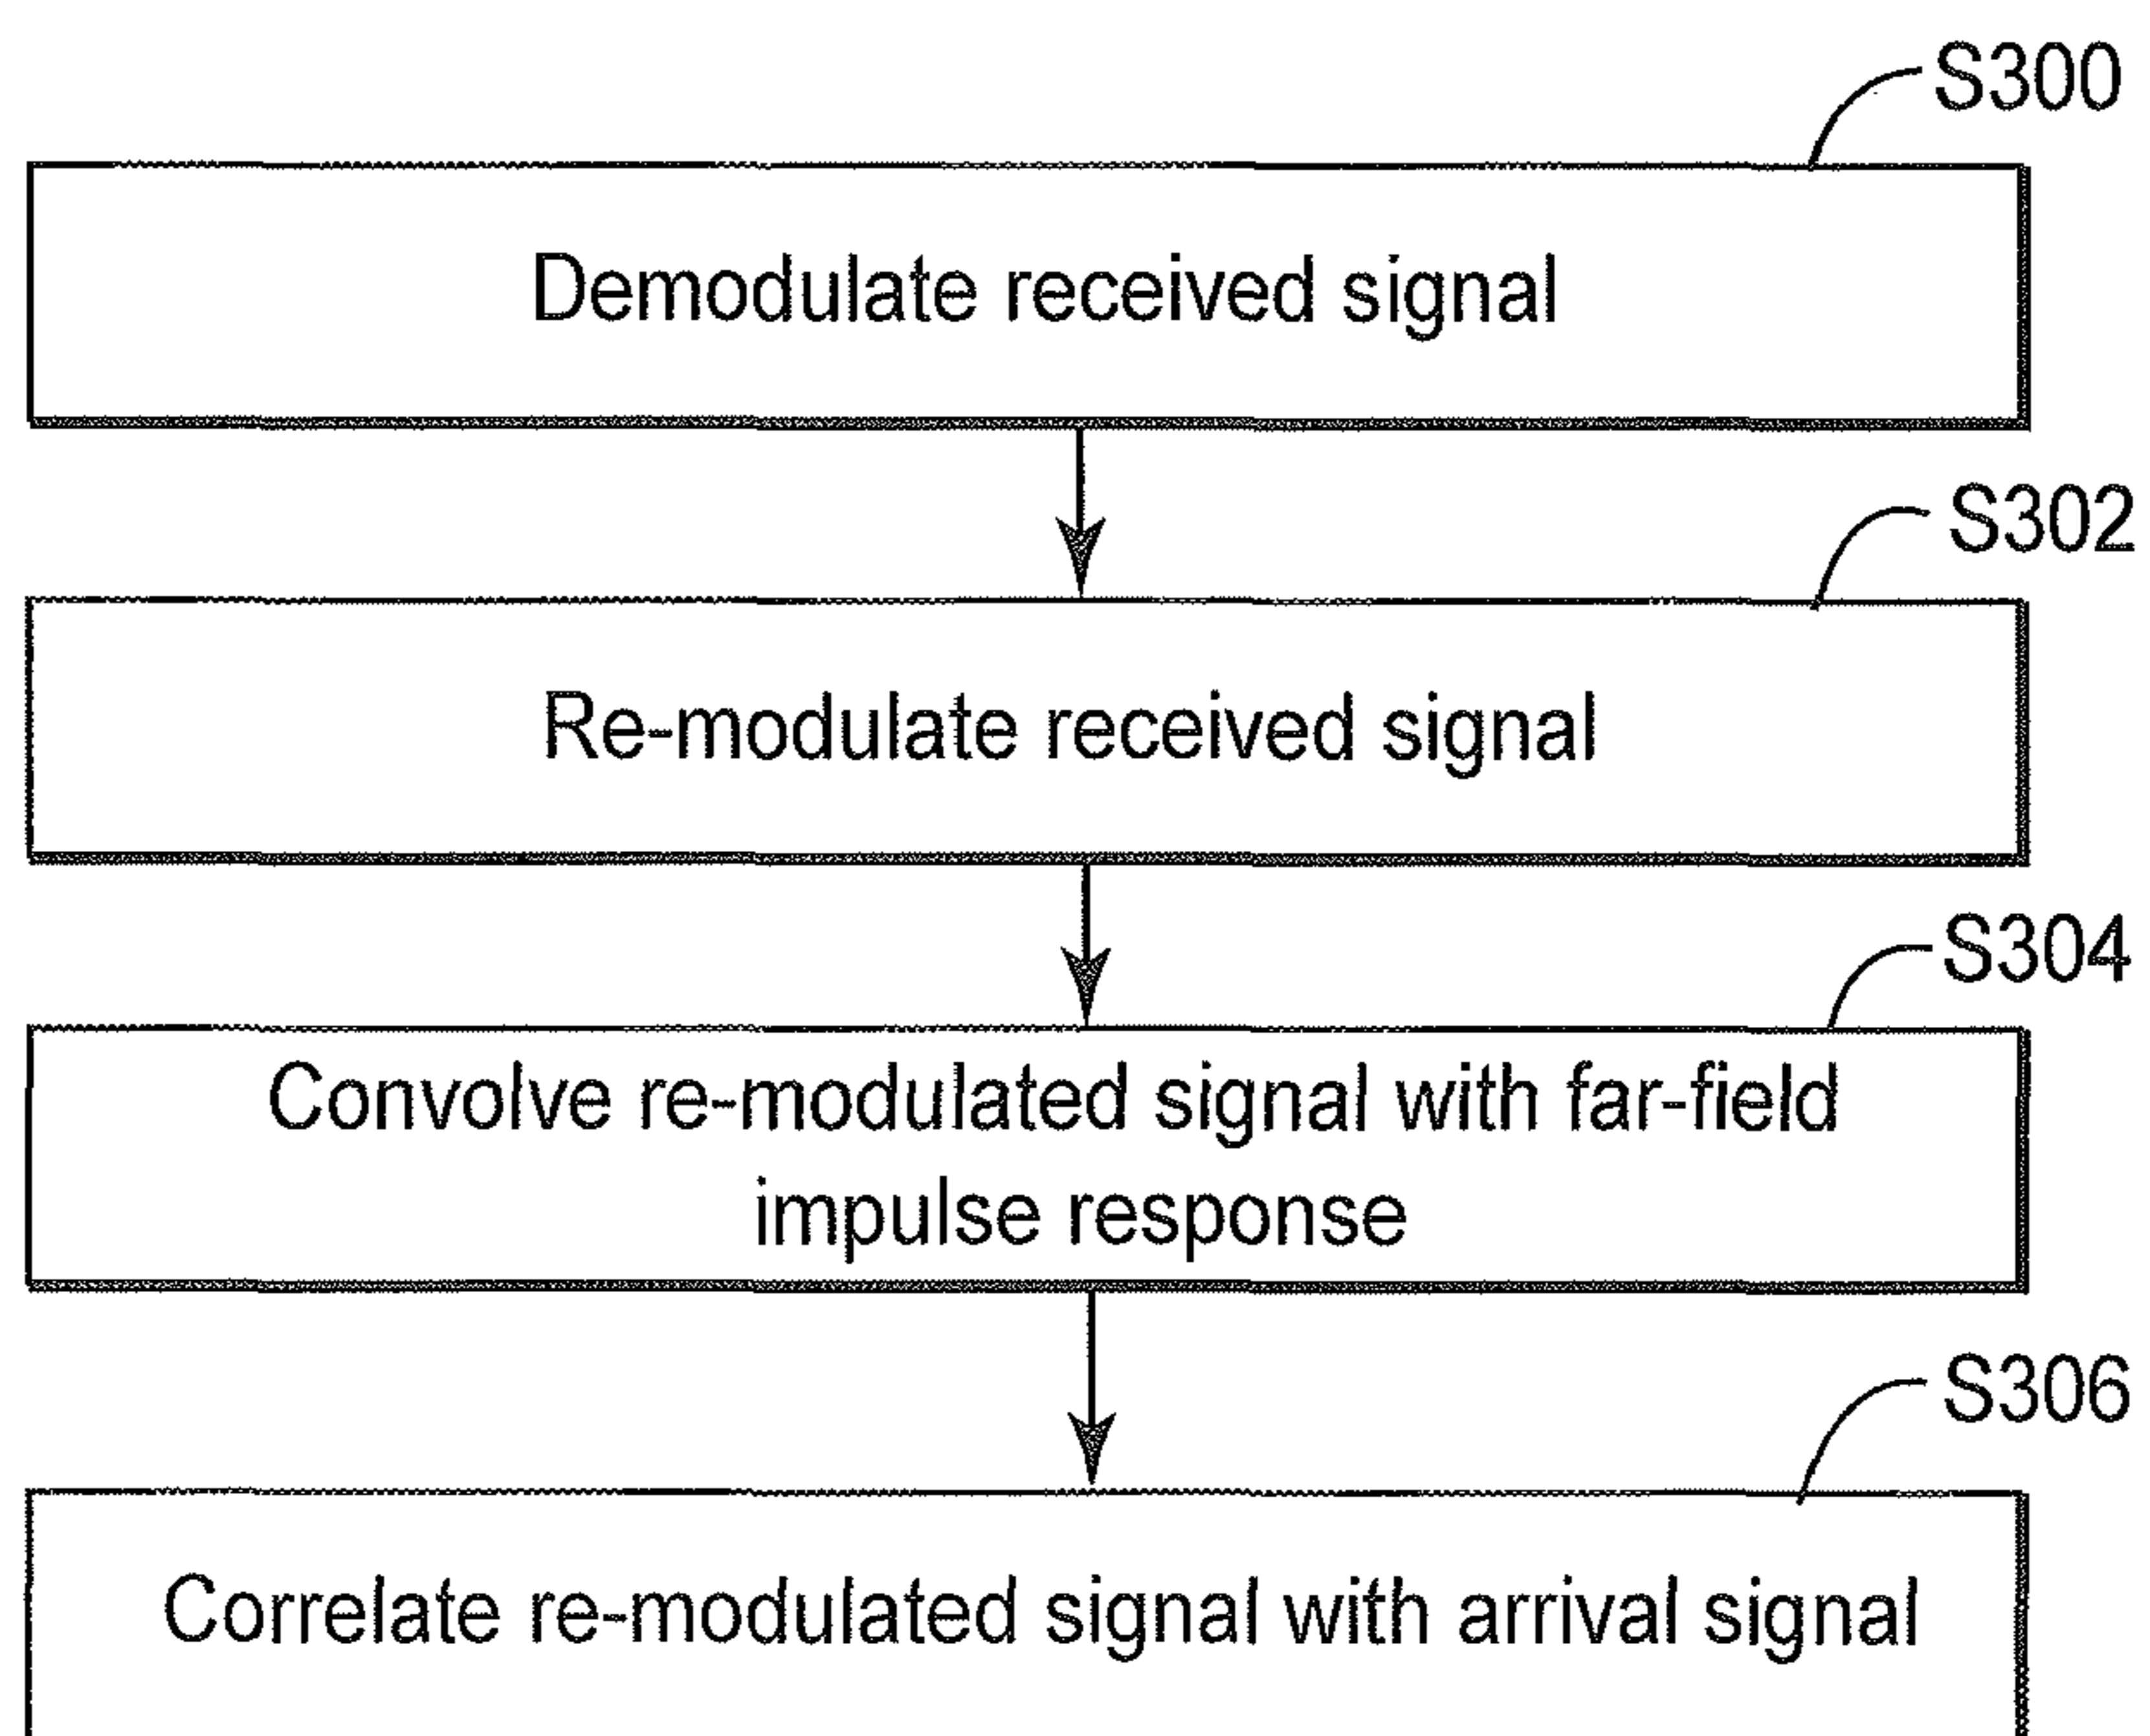 S300
Demodulate received signal
S302
Re-modulate received signal
S304
Convolve re-modulated signal with far-field
impulse response
S306
Correlate re-modulated signal with arrival signal